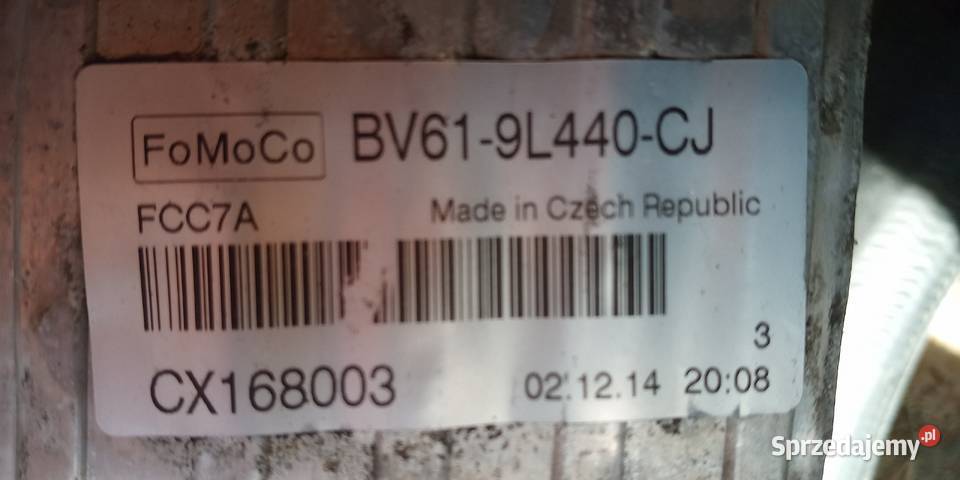 FoMoCo BV61-9L440-CJ
FCC7A Made in Czech Republic
3
CX168003 02.12.14 20:08
Sprzedajemy.pl